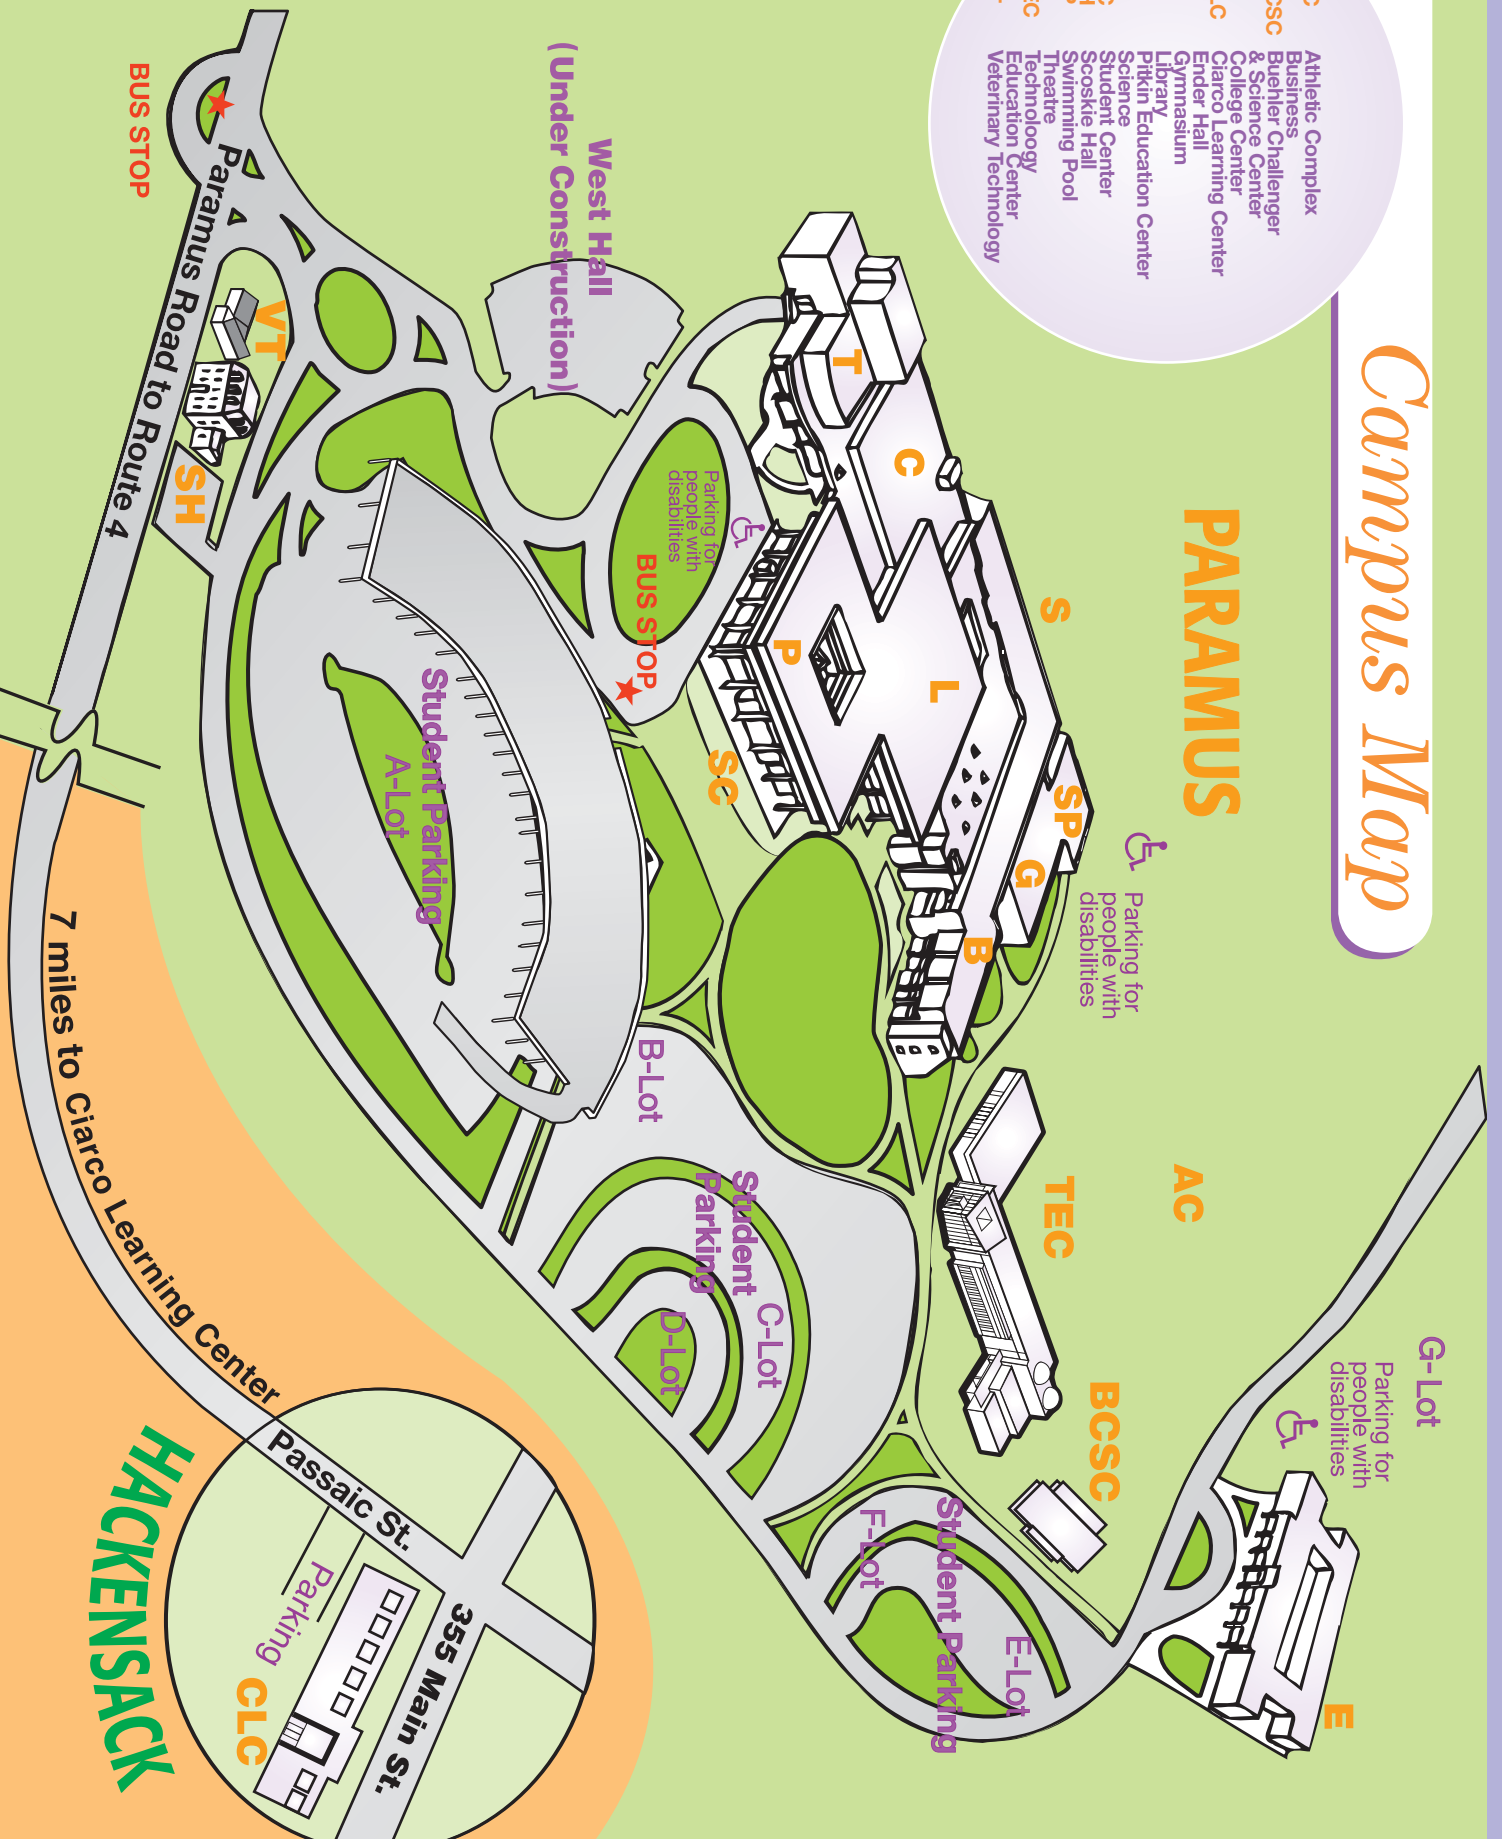 Campus Map
PARAMUS
Athletic Complex
Business
CSC Buehler Challenger
& Science Center
College Center
LC Ciarco Learning Center
Ender Hall
Gymnasium
Library
Pitkin Education Center
Science
Student Center
Scoskie Hall
Swimming Pool
Theatre
Technoloogy
Education Center
Veterinary Technology
West Hall
(Under Construction)
BUS STOP
Paramus Road to Route 4
VT
SH
T
C
S
P
L
SC
SP
G
B
Parking for
people with
disabilities
BUS STOP
Parking for
people with
disabilities
Student Parking
A-Lot
B-Lot
Student
Parking
C-Lot
D-Lot
AC
TEC
BCSC
G-Lot
Parking for
people with
disabilities
E
Student Parking
F-Lot
E-Lot
7 miles to Ciarco Learning Center
Passaic St.
355 Main St.
Parking
CLC
HACKENSACK